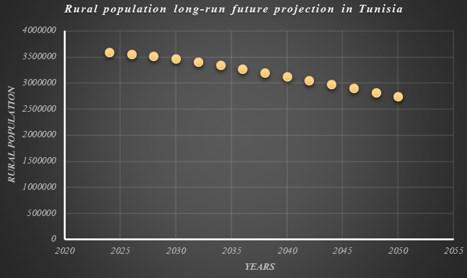 Rural population long-run future projection in Tunisia
4000000
3500000
3000000
2500000
2000000
1500000
1000000
500000
0
RURAL POPULATION
2020 2025 2030 2035 2040 2045 2050 2055
YEARS